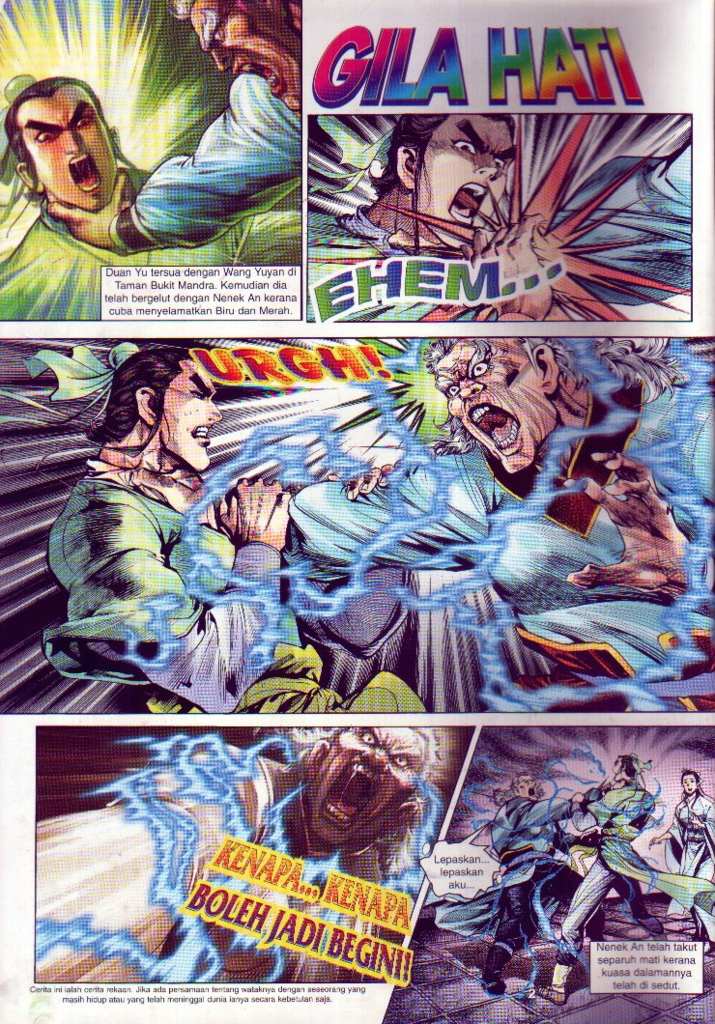 GILA HATI
Duan Yu tersua dengan Wang Yuyan di
Taman Bukit Mandra. Kemudian dia
telah bergelut dengan Nenek An kerana
cuba menyelamatkan Biru dan Merah.
EHEM...
URGH!
KENAPA... KENAPA
BOLEH JADI BEGINI!
Lepaskan...
lepaskan
aku...
Nenek An telah takut
separuh mati kerana
kuasa dalamannya
telah di sedut.
Cerita ini ialah cerita rekaan. Jika ada persamaan tentang wataknya dengan seseorang yang
masih hidup atau yang telah meninggal dunia ianya secara kebetulan saja.